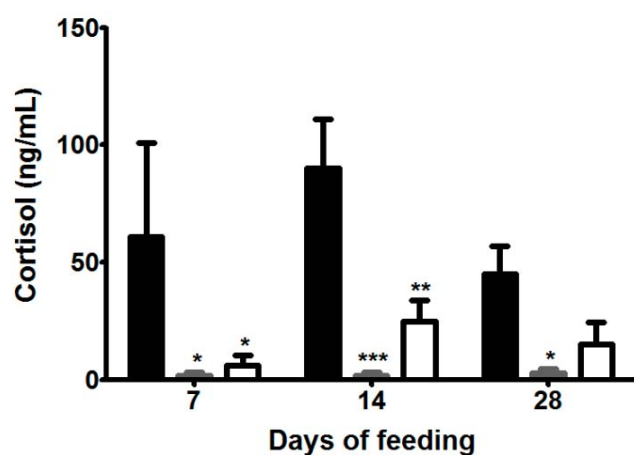 150
100
50
0
Cortisol (ng/mL)
* *
*** **
*
7 14 28
Days of feeding